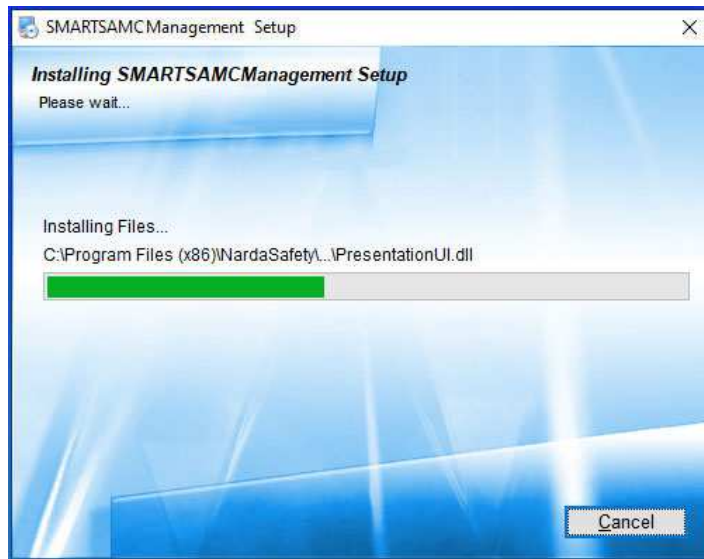 SMARTSAMCManagement Setup
Installing SMARTSAMCManagement Setup
Please wait...
Installing Files...
C:\Program Files (x86)\NardaSafety\...\PresentationUI.dll
Cancel